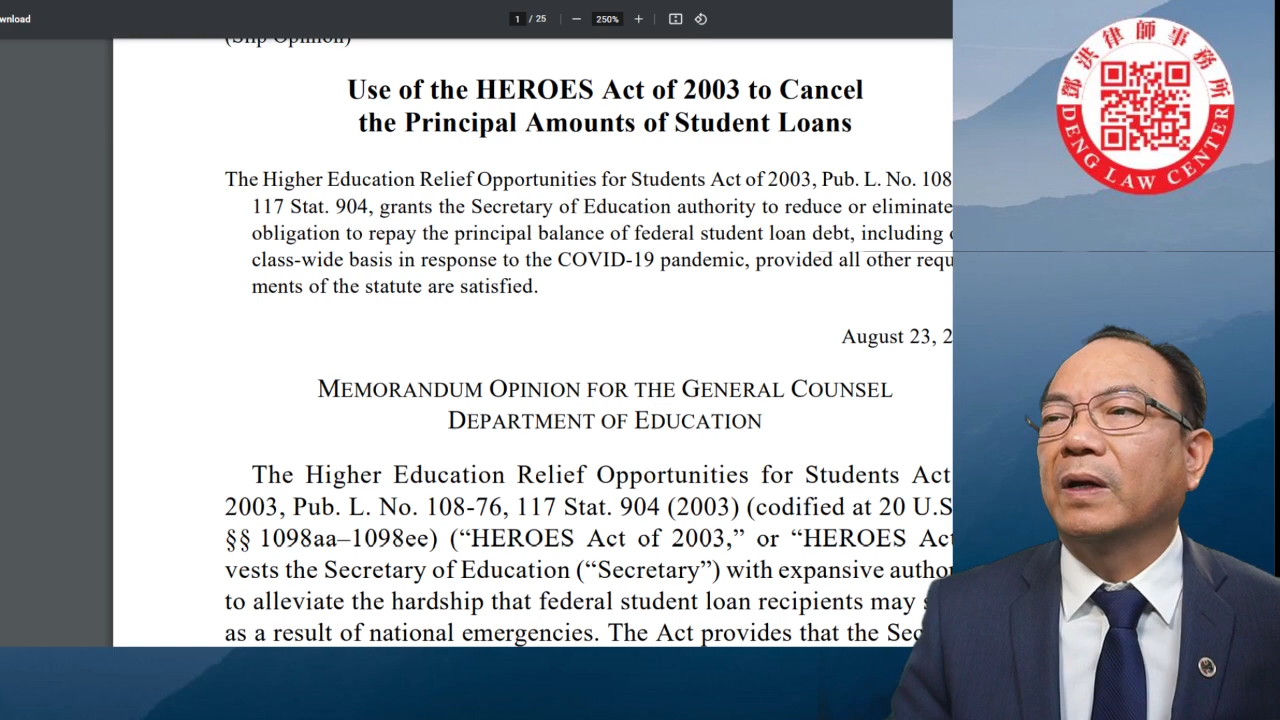 wnload
1 / 25
250%
(Slip Opinion)
Use of the HEROES Act of 2003 to Cancel
the Principal Amounts of Student Loans
The Higher Education Relief Opportunities for Students Act of 2003, Pub. L. No. 108
117 Stat. 904, grants the Secretary of Education authority to reduce or eliminate
obligation to repay the principal balance of federal student loan debt, including
class-wide basis in response to the COVID-19 pandemic, provided all other requ
ments of the statute are satisfied.
August 23, 2
MEMORANDUM OPINION FOR THE GENERAL COUNSEL
DEPARTMENT OF EDUCATION
The Higher Education Relief Opportunities for Students Act
2003, Pub. L. No. 108-76, 117 Stat. 904 (2003) (codified at 20 U.S
§§ 1098aa–1098ee) (“HEROES Act of 2003,” or “HEROES Act
vests the Secretary of Education (“Secretary”) with expansive autho
to alleviate the hardship that federal student loan recipients may s
as a result of national emergencies. The Act provides that the Sec
鄧洪律師事務所
DENG LAW CENTER